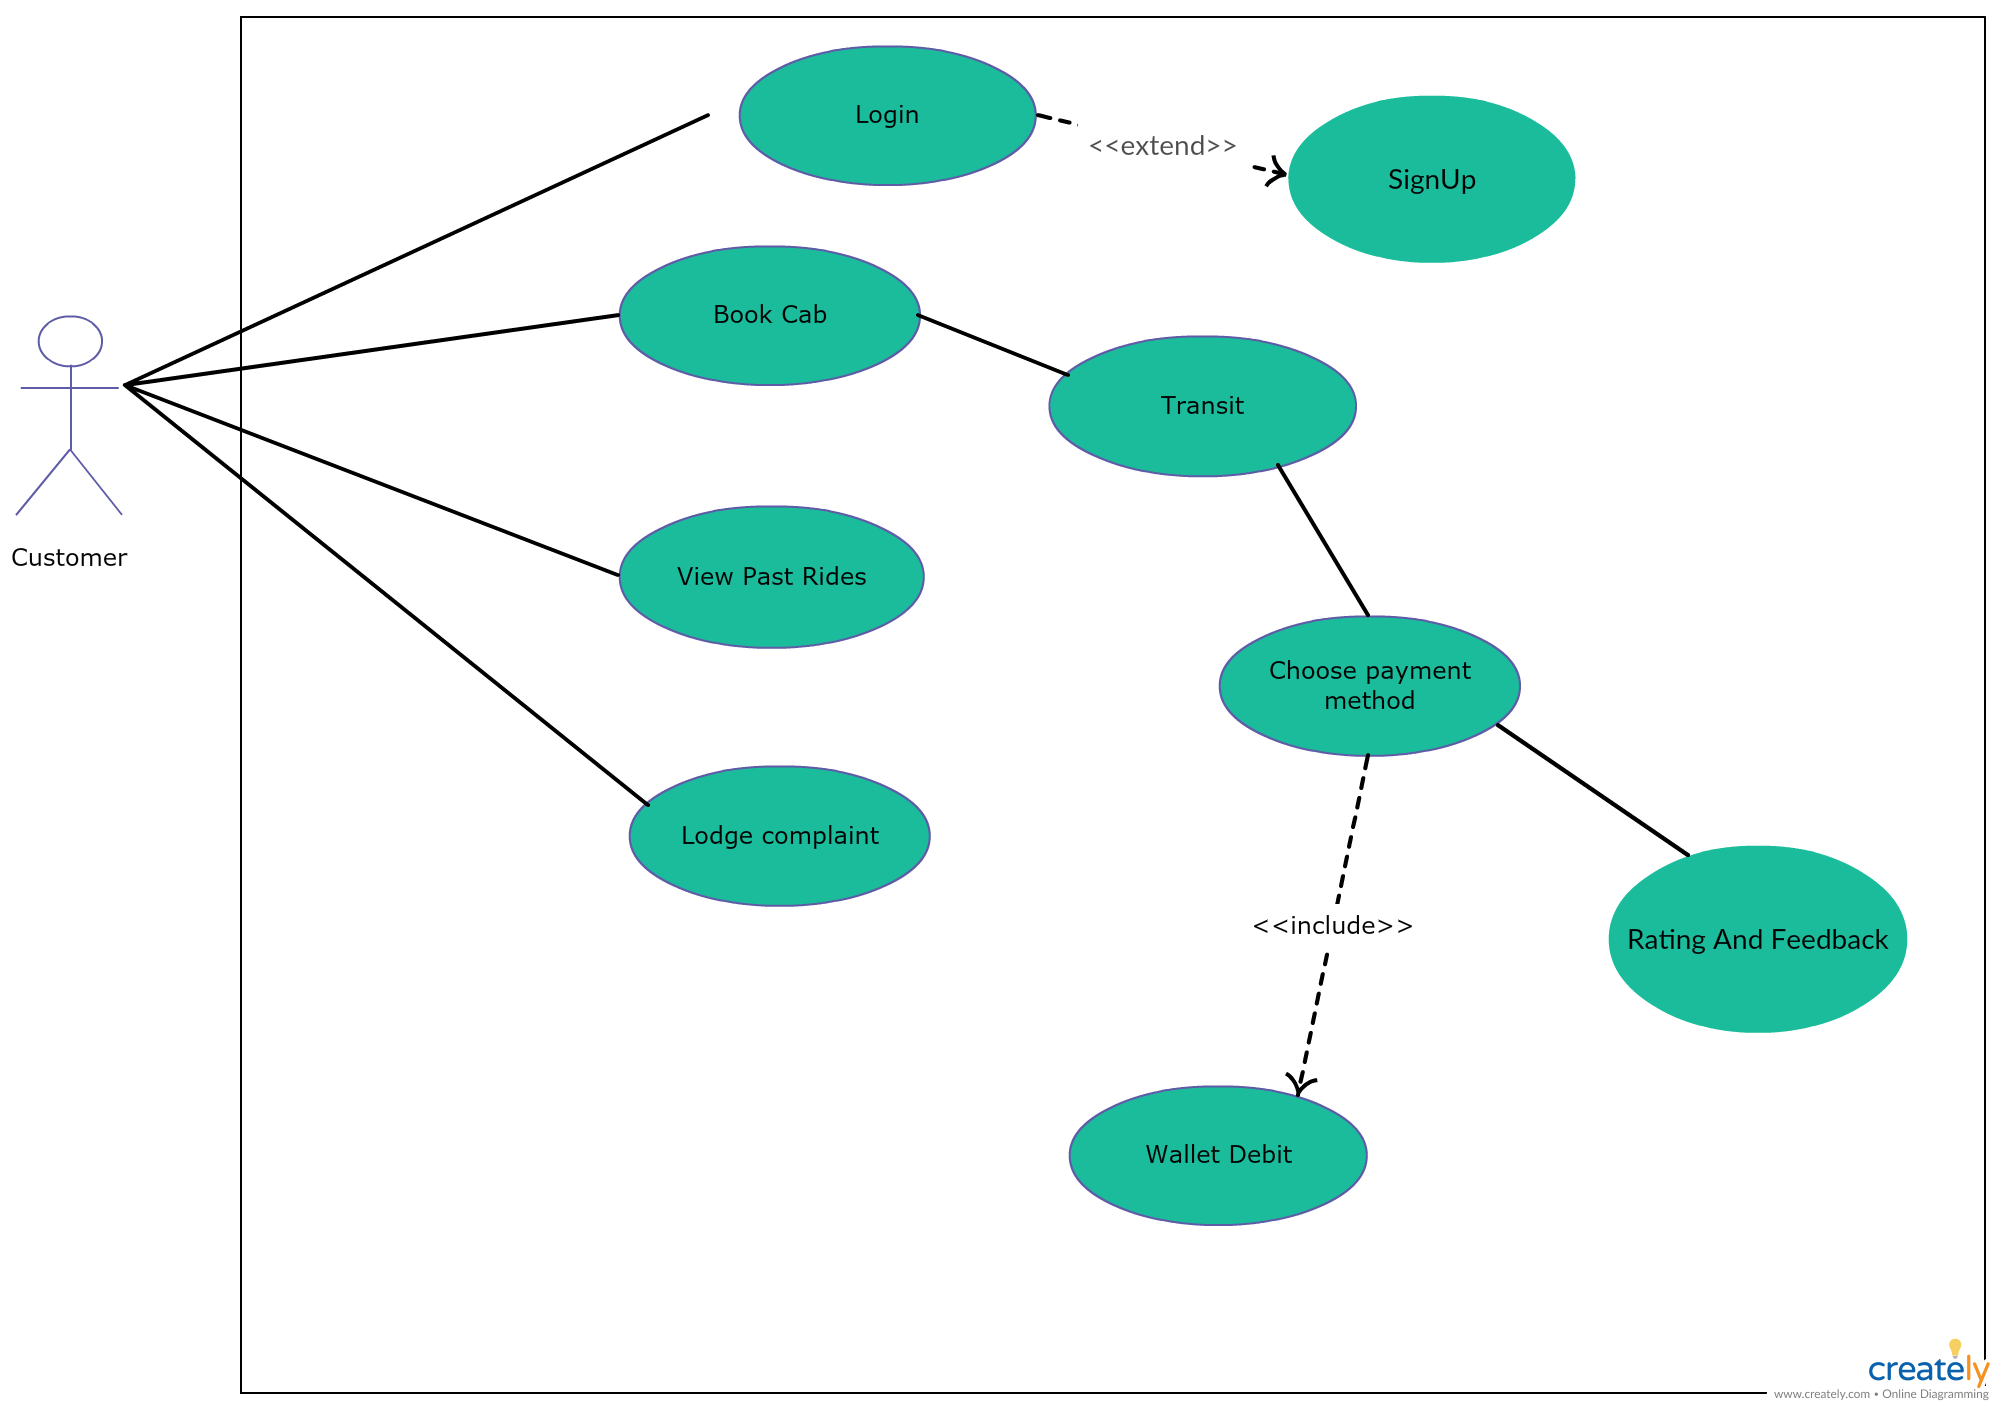 Login
<<extend>>
SignUp
Book Cab
Transit
Customer
View Past Rides
Choose payment
method
Lodge complaint
<<include>>
Rating And Feedback
Wallet Debit
creately
www.creately.com • Online Diagramming